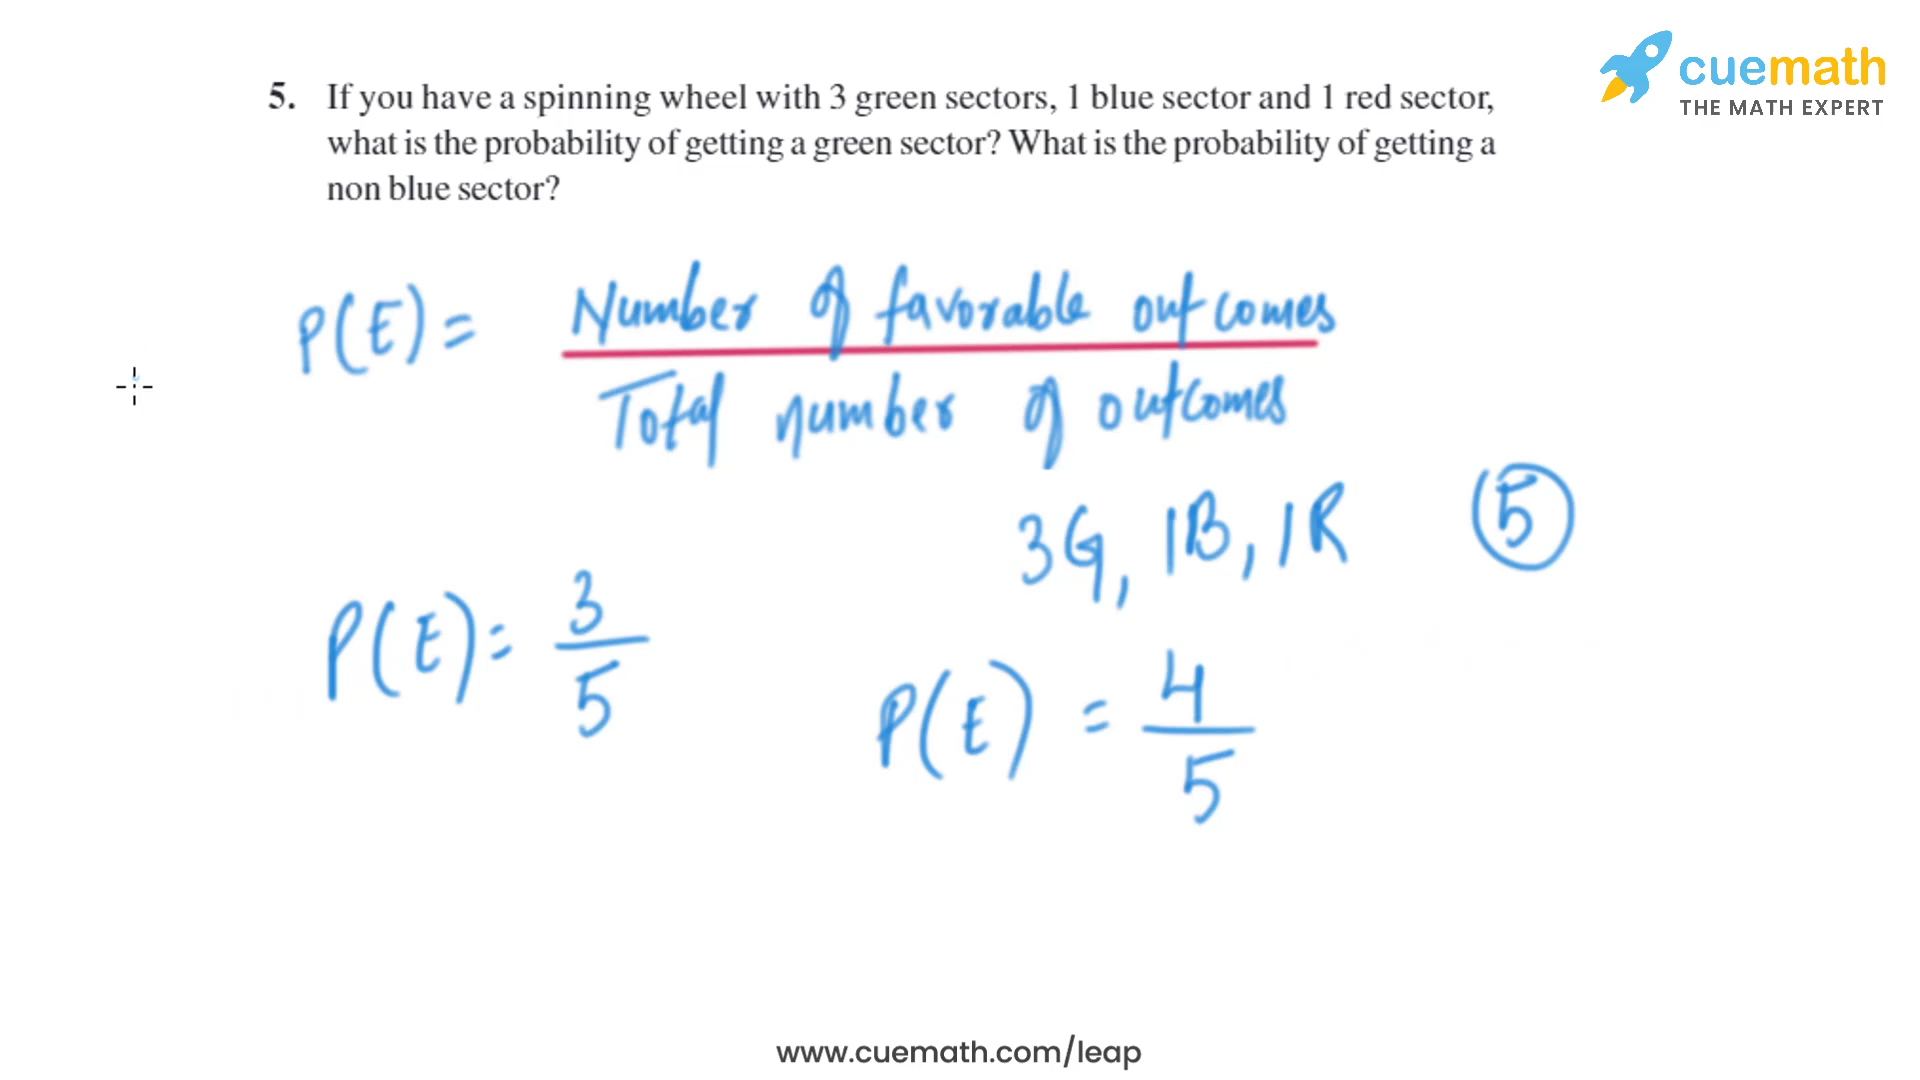 cuemath
THE MATH EXPERT
5. If you have a spinning wheel with 3 green sectors, 1 blue sector and 1 red sector,
what is the probability of getting a green sector? What is the probability of getting a
non blue sector?
P(E) = Number of favorable outcomes
Total number of outcomes
3G, 1B, 1R 5
P(E) = 3/5
P(E) = 4/5
www.cuemath.com/leap